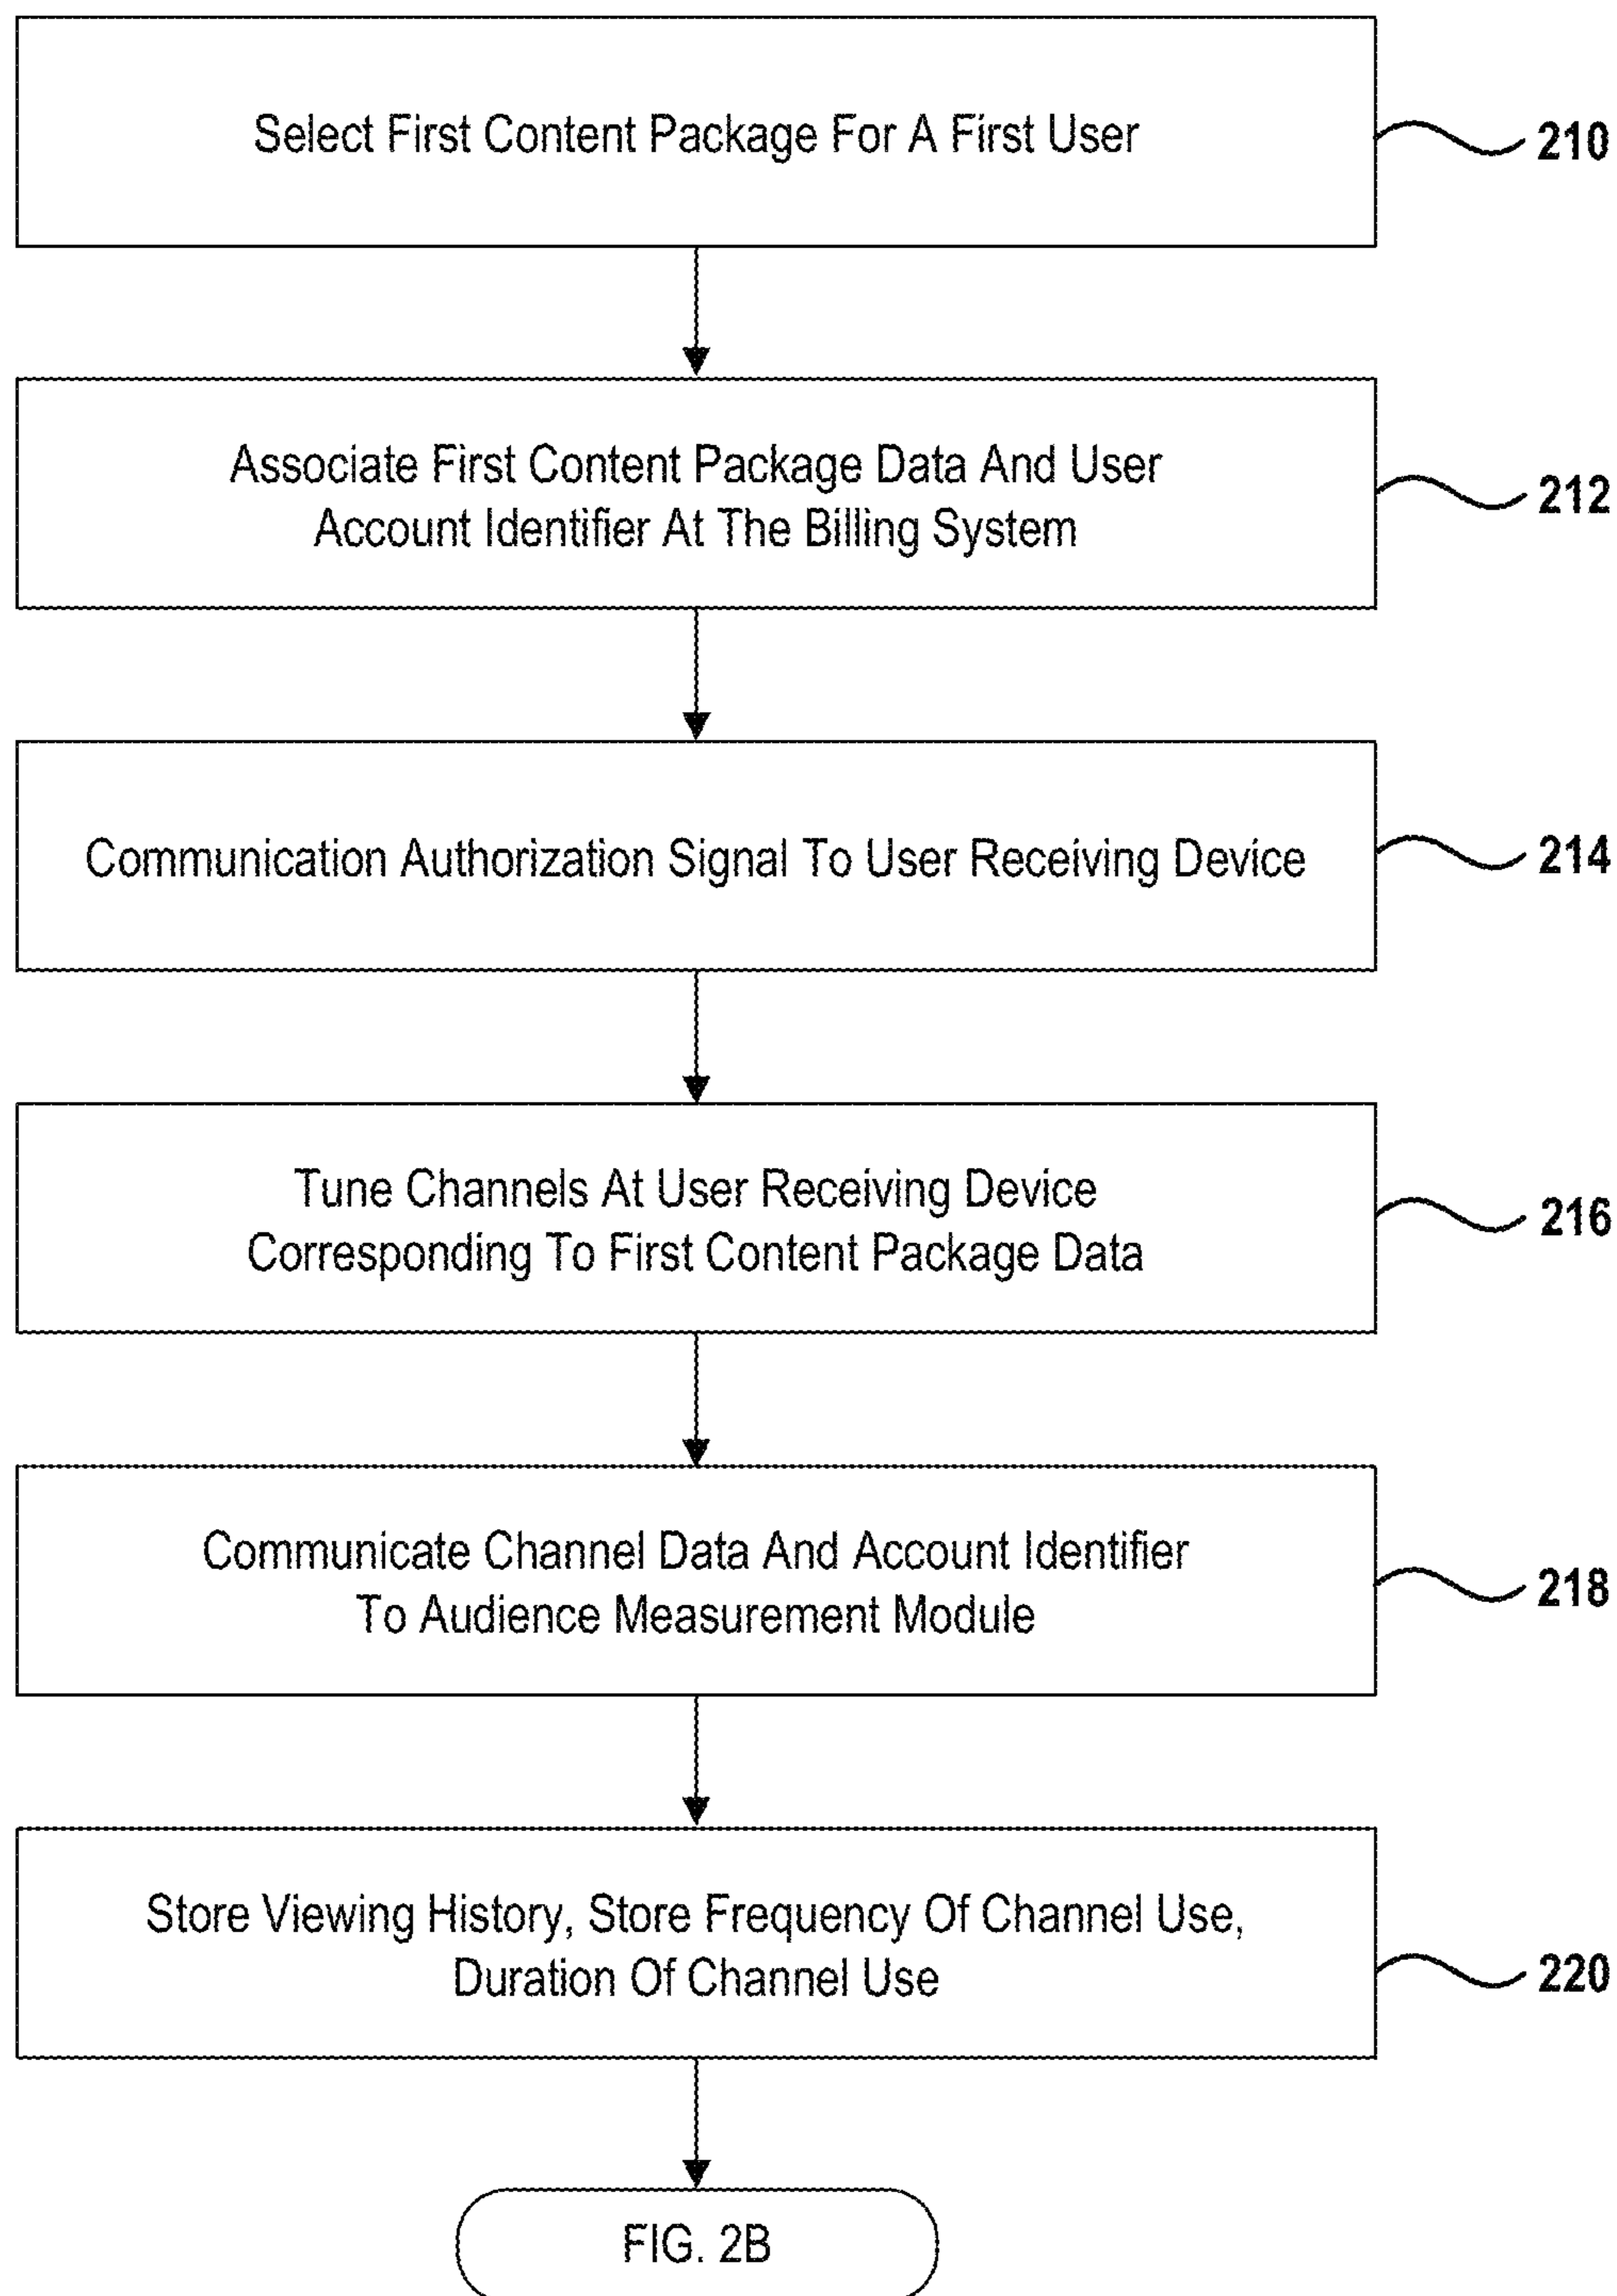 Select First Content Package For A First User
210
Associate First Content Package Data And User
Account Identifier At The Billing System
212
Communication Authorization Signal To User Receiving Device
214
Tune Channels At User Receiving Device
Corresponding To First Content Package Data
216
Communicate Channel Data And Account Identifier
To Audience Measurement Module
218
Store Viewing History, Store Frequency Of Channel Use,
Duration Of Channel Use
220
FIG. 2B